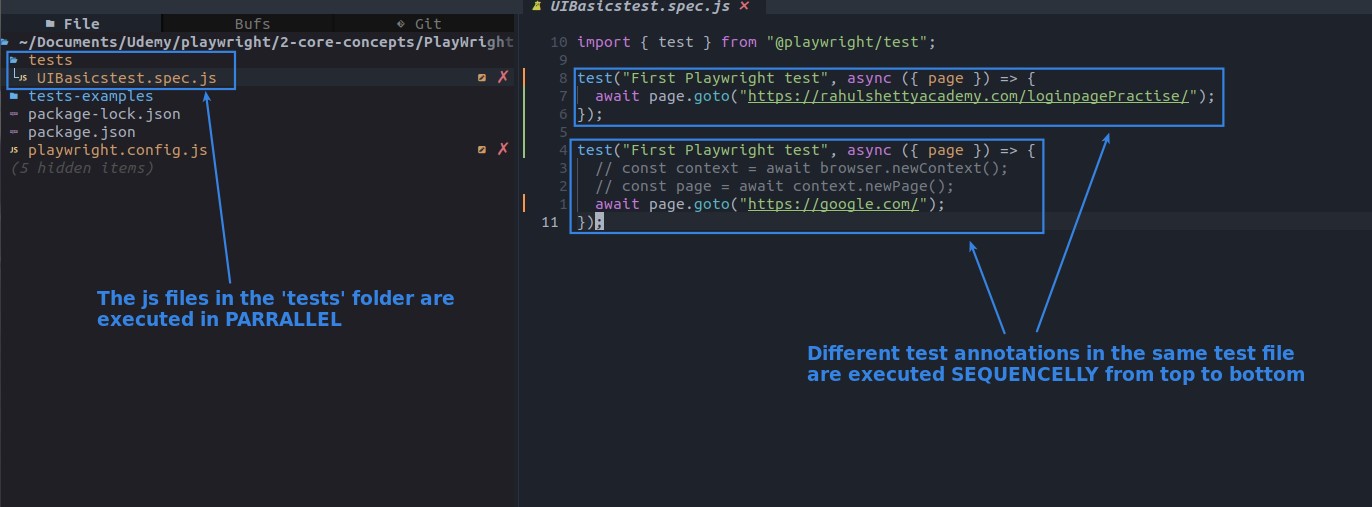 File Bufs Git
~/Documents/Udemy/playwright/2-core-concepts/PlayWright
tests
UIBasicstest.spec.js
tests-examples
package-lock.json
package.json
playwright.config.js
(5 hidden items)
The js files in the 'tests' folder are
executed in PARRALLEL
UIBasicstest.spec.js
10 import { test } from "@playwright/test";
9
8 test("First Playwright test", async ({ page }) => {
7 await page.goto("https://rahulshettyacademy.com/loginpagePractise/");
6 });
5
4 test("First Playwright test", async ({ page }) => {
3 // const context = await browser.newContext();
2 // const page = await context.newPage();
1 await page.goto("https://google.com/");
11 });
Different test annotations in the same test file
are executed SEQUENCELLY from top to bottom